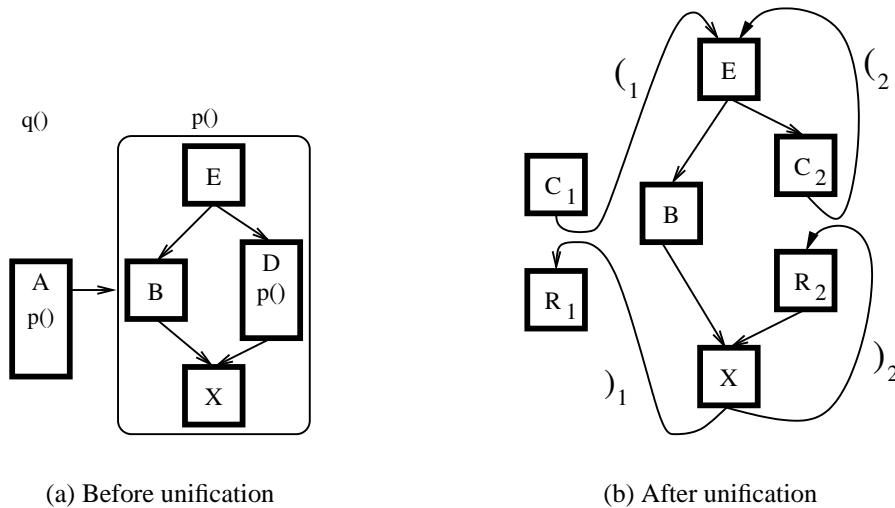 q()
p()
E
A
p()
B
D
p()
X
(a) Before unification
(1
(2
E
C1
C2
B
R1
R2
X
)1
)2
(b) After unification